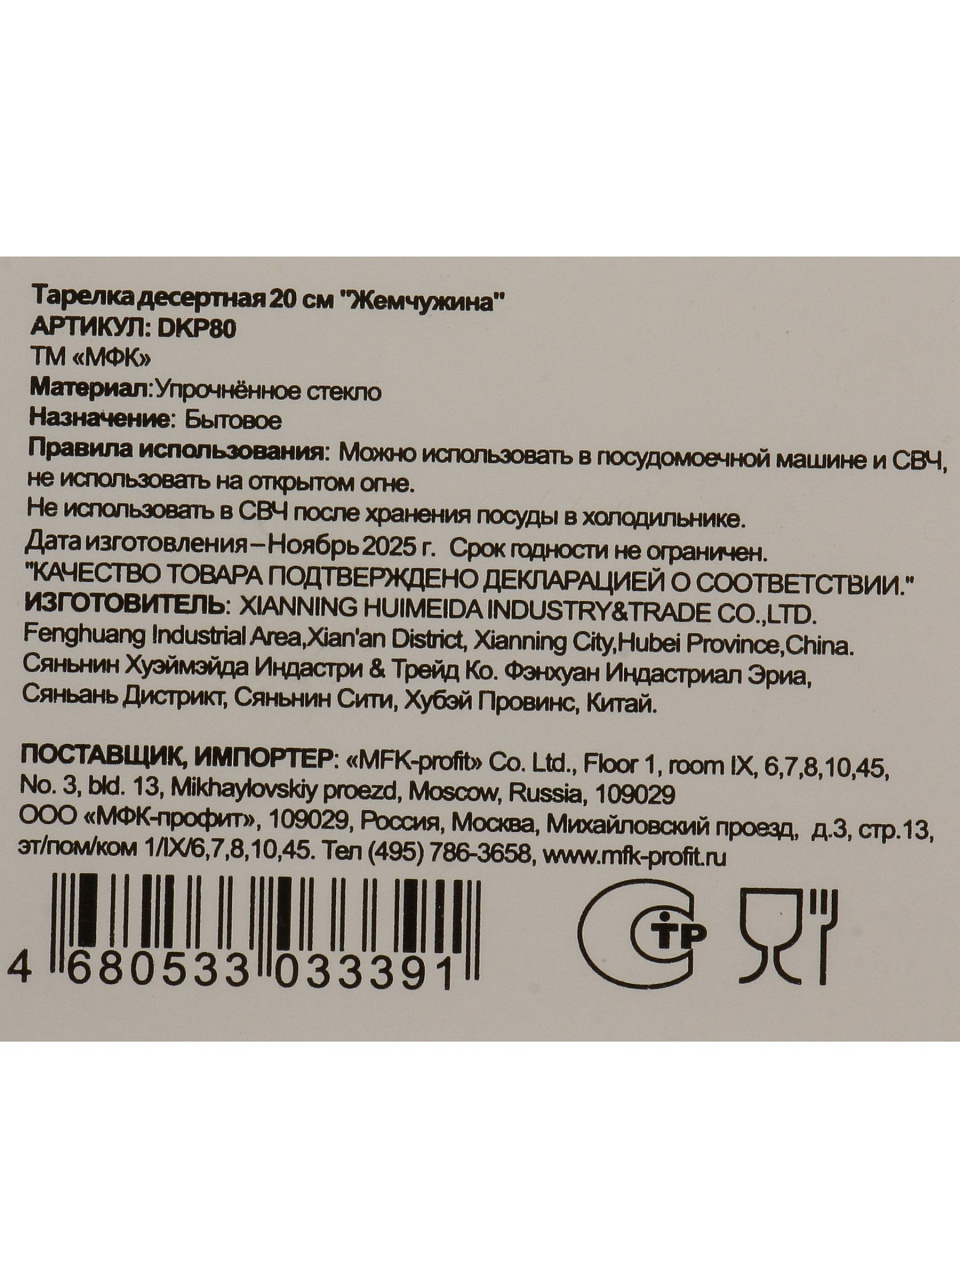 Тарелка десертная 20 см "Жемчужина"
АРТИКУЛ: DKP80
ТМ «МФК»
Материал: Упрочнённое стекло
Назначение: Бытовое
Правила использования: Можно использовать в посудомоечной машине и СВЧ,
не использовать на открытом огне.
Не использовать в СВЧ после хранения посуды в холодильнике.
Дата изготовления – Ноябрь 2025 г. Срок годности не ограничен.
"КАЧЕСТВО ТОВАРА ПОДТВЕРЖДЕНО ДЕКЛАРАЦИЕЙ О СООТВЕТСТВИИ."
ИЗГОТОВИТЕЛЬ: XIANNING HUIMEIDA INDUSTRY&TRADE CO.,LTD.
Fenghuang Industrial Area,Xian'an District, Xianning City,Hubei Province,China.
Сяньнин Хуэймэйда Индастри & Трейд Ко. Фэнхуан Индастриал Эриа,
Сяньань Дистрикт, Сяньнин Сити, Хубэй Провинс, Китай.
ПОСТАВЩИК, ИМПОРТЕР: «MFK-profit» Co. Ltd., Floor 1, room IX, 6,7,8,10,45,
No. 3, bld. 13, Mikhaylovskiy proezd, Moscow, Russia, 109029
ООО «МФК-профит», 109029, Россия, Москва, Михайловский проезд, д.3, стр.13,
эт/пом/ком 1/IX/6,7,8,10,45. Тел (495) 786-3658, www.mfk-profit.ru
4 680533 033391
СТР